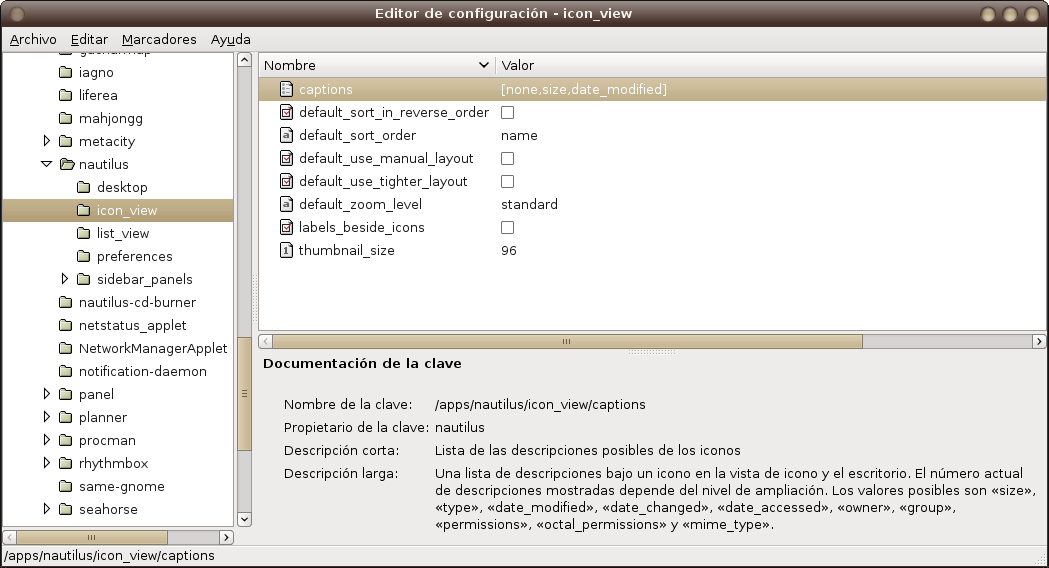 Editor de configuración - icon_view
Archivo Editar Marcadores Ayuda
iagno
liferea
mahjongg
metacity
nautilus
desktop
icon_view
list_view
preferences
sidebar_panels
nautilus-cd-burner
netstatus_applet
NetworkManagerApplet
notification-daemon
panel
planner
procman
rhythmbox
same-gnome
seahorse
Nombre Valor
captions [none,size,date_modified]
default_sort_in_reverse_order
default_sort_order name
default_use_manual_layout
default_use_tighter_layout
default_zoom_level standard
labels_beside_icons
thumbnail_size 96
Documentación de la clave
Nombre de la clave: /apps/nautilus/icon_view/captions
Propietario de la clave: nautilus
Descripción corta: Lista de las descripciones posibles de los iconos
Descripción larga: Una lista de descripciones bajo un icono en la vista de icono y el escritorio. El número actual
de descripciones mostradas depende del nivel de ampliación. Los valores posibles son «size»,
«type», «date_modified», «date_changed», «date_accessed», «owner», «group»,
«permissions», «octal_permissions» y «mime_type».
/apps/nautilus/icon_view/captions